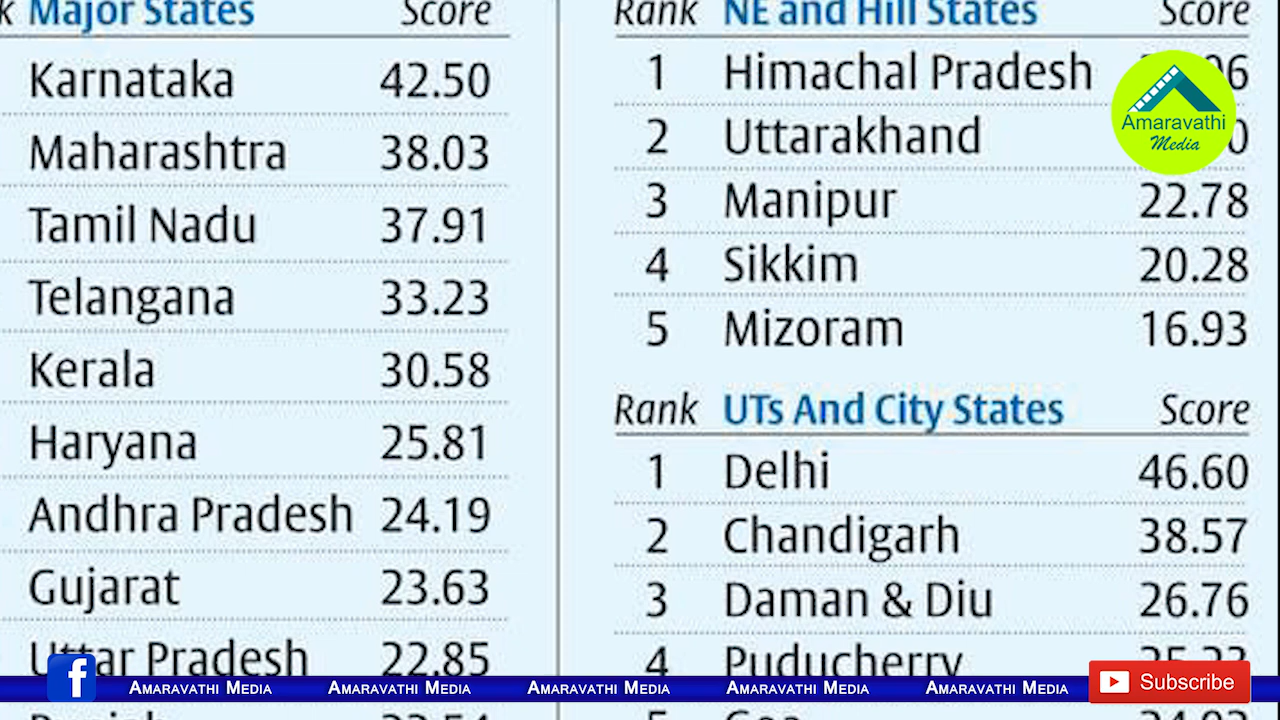 Major States Score
Karnataka 42.50
Maharashtra 38.03
Tamil Nadu 37.91
Telangana 33.23
Kerala 30.58
Haryana 25.81
Andhra Pradesh 24.19
Gujarat 23.63
Uttar Pradesh 22.85
Rank NE and Hill States Score
1 Himachal Pradesh
2 Uttarakhand
3 Manipur 22.78
4 Sikkim 20.28
5 Mizoram 16.93
Rank UTs And City States Score
1 Delhi 46.60
2 Chandigarh 38.57
3 Daman & Diu 26.76
4 Puducherry
Amaravathi
Media
f Amaravathi Media Amaravathi Media Amaravathi Media Amaravathi Media Amaravathi Media Subscribe